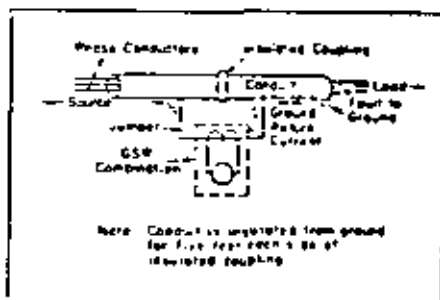 Phase Conductors
Insulated Coupling
Conduit
Load
Source
Fault to
Ground
Jumper
Ground
Return
Current
GSR
Combination
Note Conduit is insulated from ground
for five feet each side of
insulated coupling